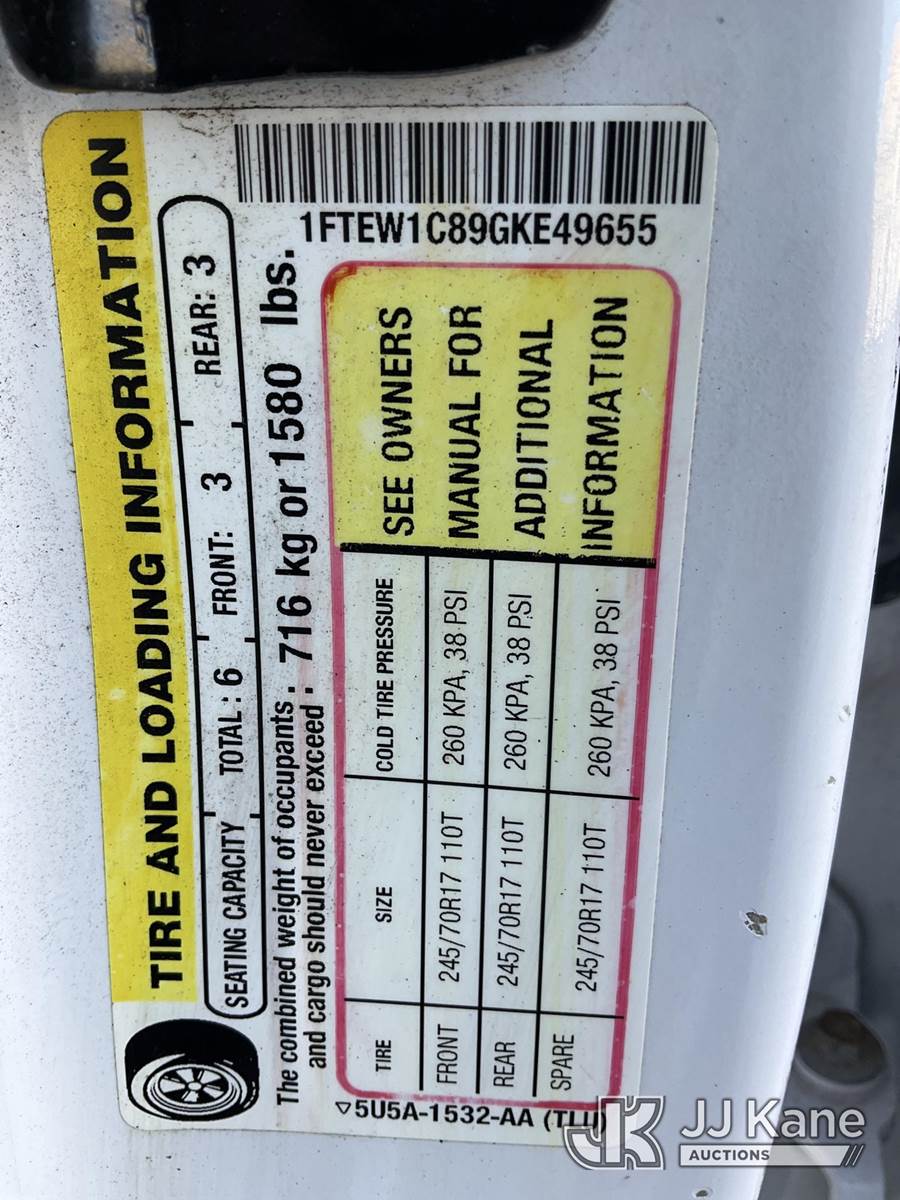 TIRE AND LOADING INFORMATION
SEATING CAPACITY TOTAL: 6 FRONT: 3 REAR: 3
The combined weight of occupants and cargo should never exceed: 716 kg or 1580 lbs.
TIRE SIZE COLD TIRE PRESSURE
FRONT 245/70R17 110T 260 KPA, 38 PSI
REAR 245/70R17 110T 260 KPA, 38 PSI
SPARE 245/70R17 110T 260 KPA, 38 PSI
SEE OWNERS
MANUAL FOR
ADDITIONAL
INFORMATION
5U5A-1532-AA
1FTEW1C89GKE49655
JK JJ Kane
AUCTIONS